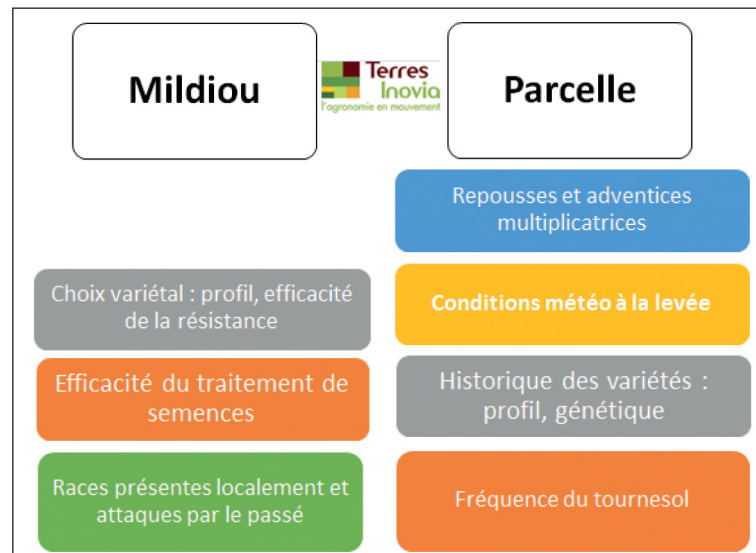 Mildiou
Terres
Inovia
l'agronomie en mouvement
Parcelle
Repousses et adventices
multiplicatrices
Choix variétal : profil, efficacité
de la résistance
Conditions météo à la levée
Efficacité du traitement de
semences
Historique des variétés :
profil, génétique
Races présentes localement et
attaques par le passé
Fréquence du tournesol